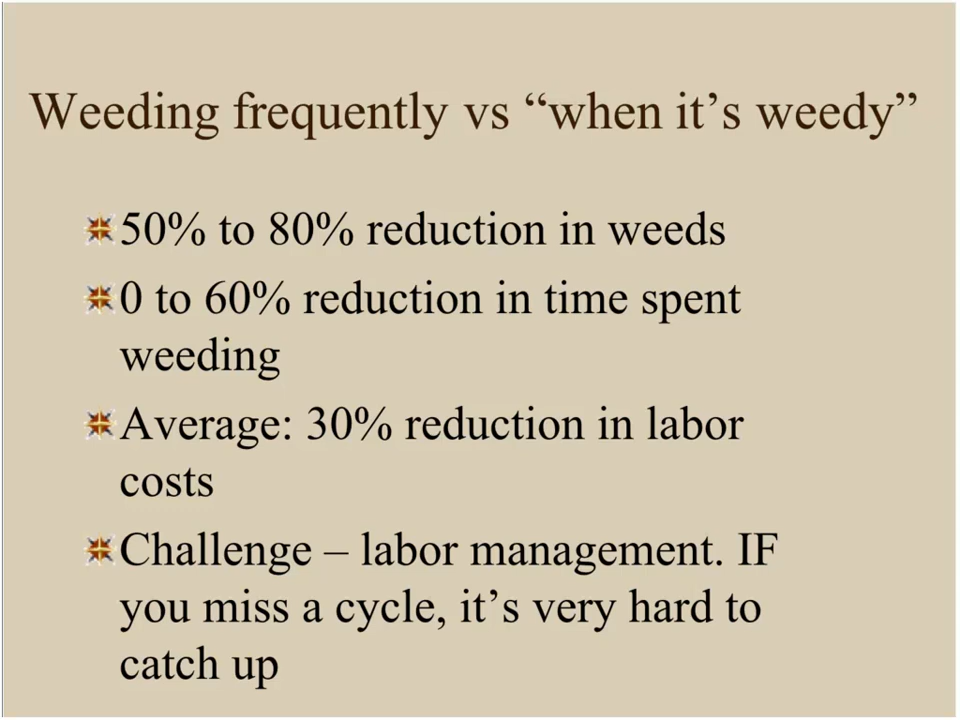 Weeding frequently vs “when it’s weedy”
50% to 80% reduction in weeds
0 to 60% reduction in time spent
weeding
Average: 30% reduction in labor
costs
Challenge – labor management. IF
you miss a cycle, it’s very hard to
catch up